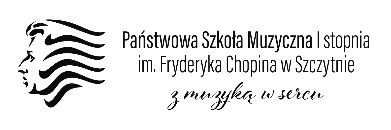 Państwowa Szkoła Muzyczna I stopnia
im. Fryderyka Chopina w Szczytnie
z muzyką w sercu